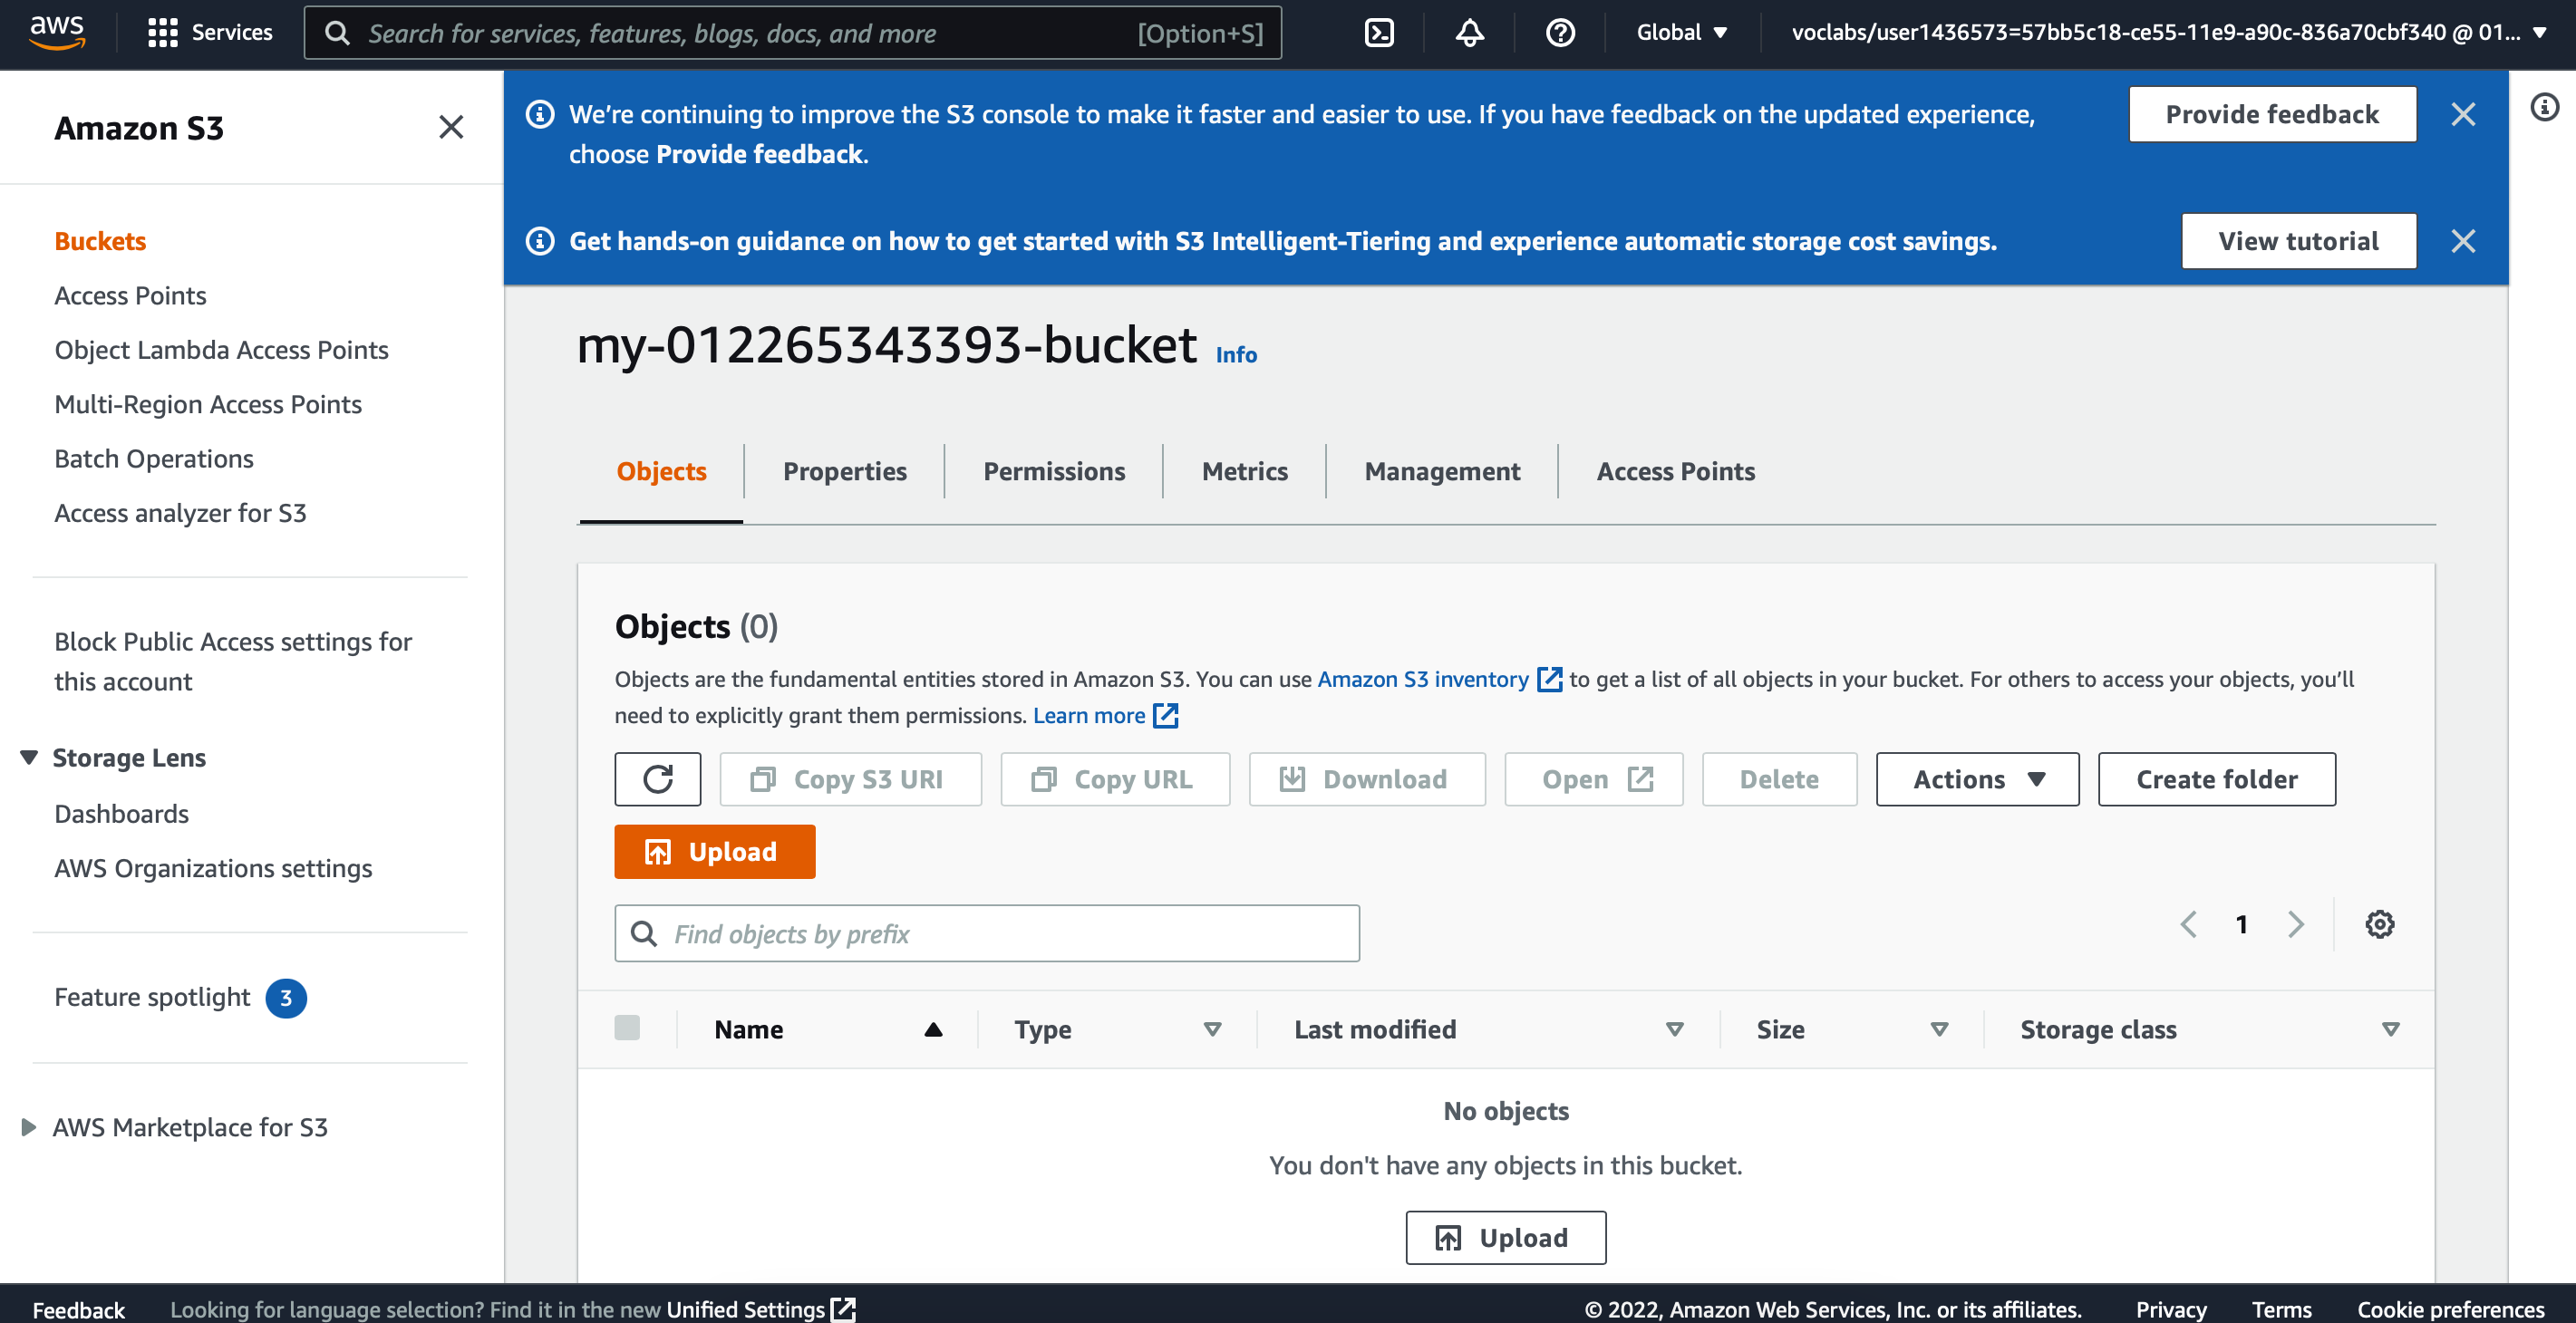 aws
Services
Search for services, features, blogs, docs, and more
[Option+S]
Global
voclabs/user1436573=57bb5c18-ce55-11e9-a90c-836a70cbf340 @ 01...
Amazon S3
Buckets
Access Points
Object Lambda Access Points
Multi-Region Access Points
Batch Operations
Access analyzer for S3
Block Public Access settings for
this account
Storage Lens
Dashboards
AWS Organizations settings
Feature spotlight 3
AWS Marketplace for S3
We’re continuing to improve the S3 console to make it faster and easier to use. If you have feedback on the updated experience,
choose Provide feedback.
Provide feedback
Get hands-on guidance on how to get started with S3 Intelligent-Tiering and experience automatic storage cost savings.
View tutorial
my-012265343393-bucket Info
Objects
Properties
Permissions
Metrics
Management
Access Points
Objects (0)
Objects are the fundamental entities stored in Amazon S3. You can use Amazon S3 inventory to get a list of all objects in your bucket. For others to access your objects, you’ll
need to explicitly grant them permissions. Learn more
Copy S3 URI
Copy URL
Download
Open
Delete
Actions
Create folder
Upload
Find objects by prefix
1
Name
Type
Last modified
Size
Storage class
No objects
You don't have any objects in this bucket.
Upload
Feedback
Looking for language selection? Find it in the new Unified Settings
© 2022, Amazon Web Services, Inc. or its affiliates.
Privacy
Terms
Cookie preferences